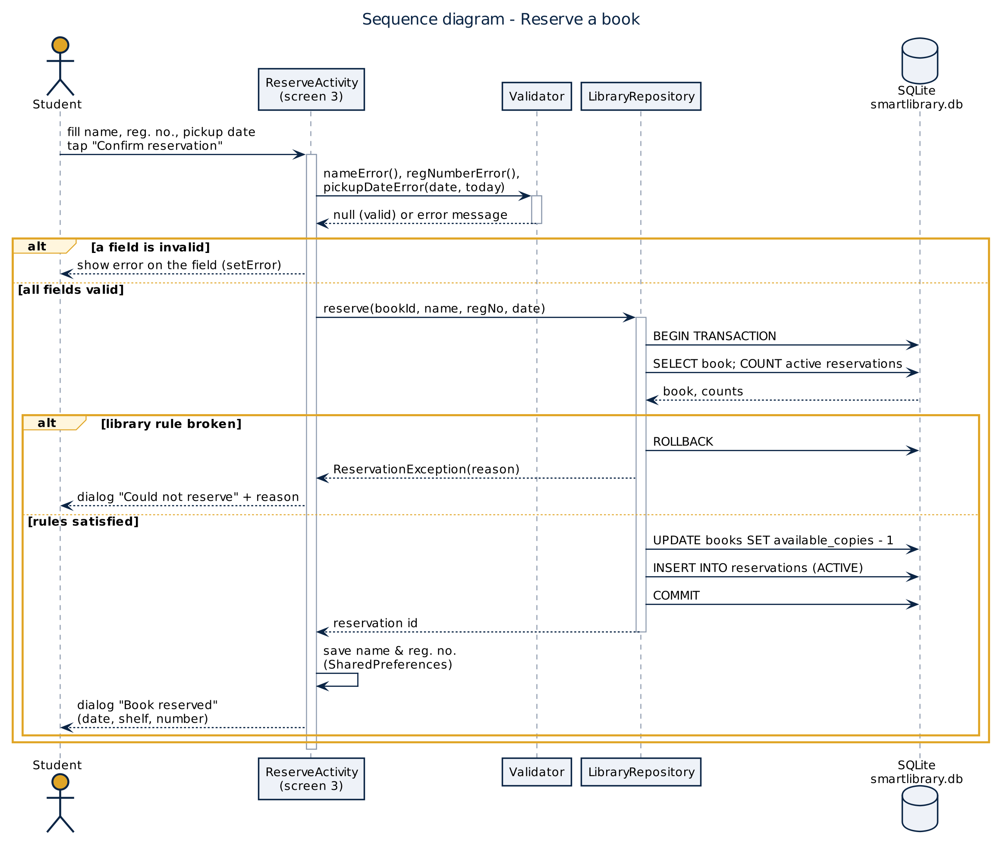 Sequence diagram - Reserve a book
Student
ReserveActivity
(screen 3)
Validator
LibraryRepository
SQLite
smartlibrary.db
fill name, reg. no., pickup date
tap "Confirm reservation"
nameError(), regNumberError(),
pickupDateError(date, today)
null (valid) or error message
alt
[a field is invalid]
show error on the field (setError)
[all fields valid]
reserve(bookId, name, regNo, date)
BEGIN TRANSACTION
SELECT book; COUNT active reservations
book, counts
alt
[library rule broken]
ROLLBACK
ReservationException(reason)
dialog "Could not reserve" + reason
[rules satisfied]
UPDATE books SET available_copies - 1
INSERT INTO reservations (ACTIVE)
COMMIT
reservation id
save name & reg. no.
(SharedPreferences)
dialog "Book reserved"
(date, shelf, number)
Student
ReserveActivity
(screen 3)
Validator
LibraryRepository
SQLite
smartlibrary.db